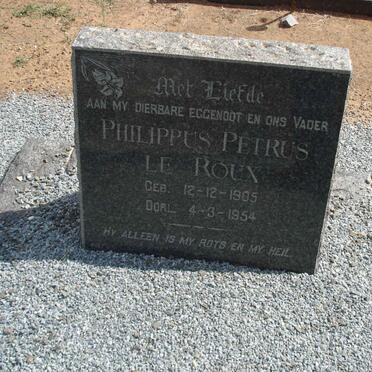 Met Liefde
AAN MY DIERBARE EGGENOOT EN ONS VADER
PHILIPPUS PETRUS
LE ROUX
GEB. 12-12-1905
OORL. 4-3-1954
HY ALLEEN IS MY ROTS EN MY HEIL.